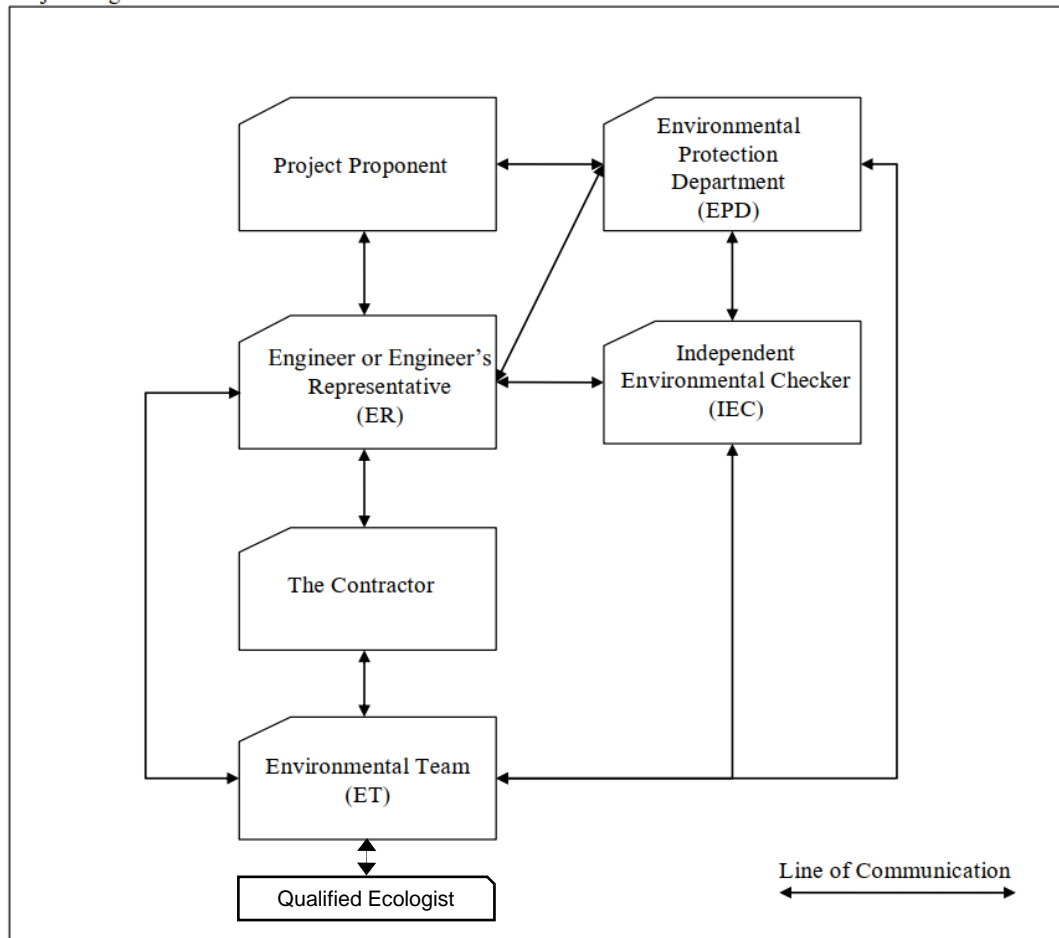 Project Proponent
Environmental
Protection
Department
(EPD)
Engineer or Engineer’s
Representative
(ER)
Independent
Environmental Checker
(IEC)
The Contractor
Environmental Team
(ET)
Qualified Ecologist
Line of Communication